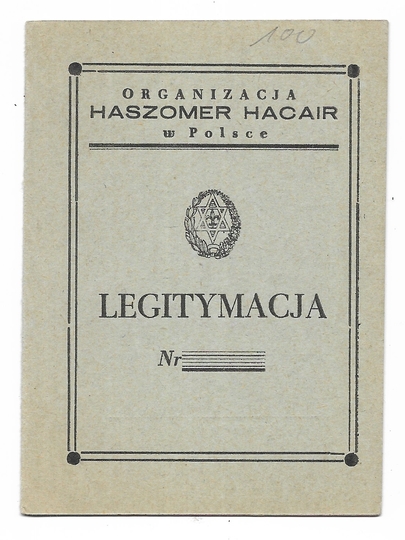 100
ORGANIZACJA
HASZOMER HACAIR
w Polsce
LEGITYMACJA
Nr